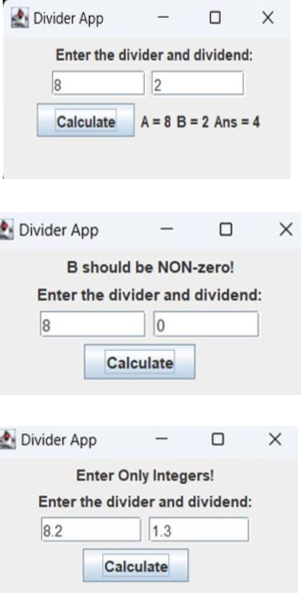 Divider App
Enter the divider and dividend:
8 2
Calculate A = 8 B = 2 Ans = 4
Divider App
B should be NON-zero!
Enter the divider and dividend:
8 0
Calculate
Divider App
Enter Only Integers!
Enter the divider and dividend:
8.2 1.3
Calculate